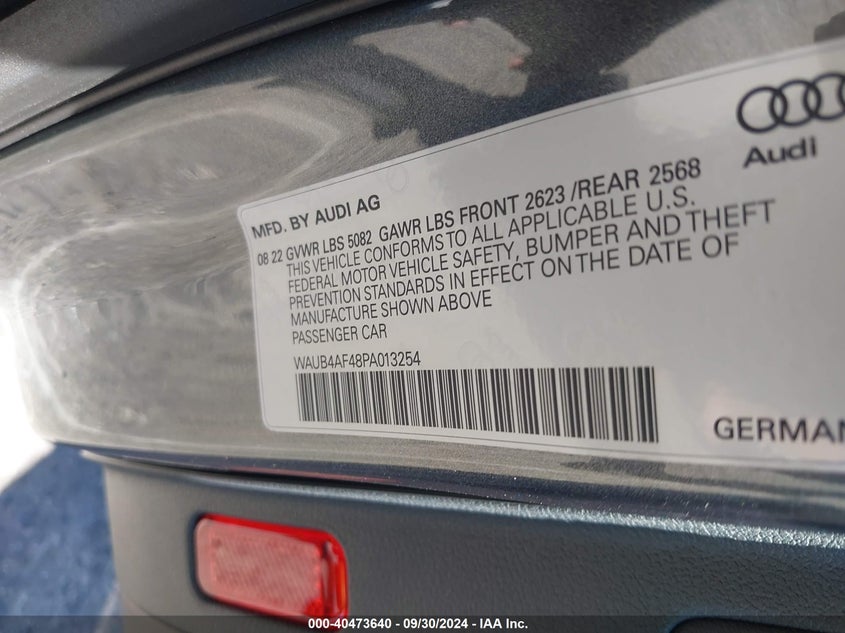 Audi
MFD. BY AUDI AG
08 22 GVWR LBS 5082 GAWR LBS FRONT 2623 /REAR 2568
THIS VEHICLE CONFORMS TO ALL APPLICABLE U.S.
FEDERAL MOTOR VEHICLE SAFETY, BUMPER AND THEFT
PREVENTION STANDARDS IN EFFECT ON THE DATE OF
MANUFACTURE SHOWN ABOVE
PASSENGER CAR
WAUB4AF48PA013254
GERMAN
000-40473640 - 09/30/2024 - IAA Inc.